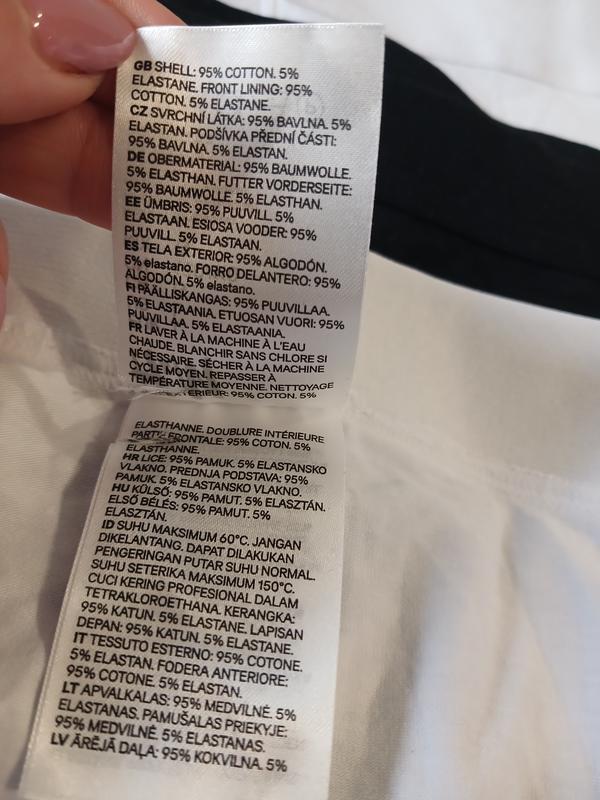 GB SHELL: 95% COTTON. 5%
ELASTANE. FRONT LINING: 95%
COTTON. 5% ELASTANE.
CZ SVRCHNÍ LÁTKA: 95% BAVLNA. 5%
ELASTAN. PODŠÍVKA PŘEDNÍ ČÁSTI:
95% BAVLNA. 5% ELASTAN.
DE OBERMATERIAL: 95% BAUMWOLLE.
5% ELASTHAN. FUTTER VORDERSEITE:
95% BAUMWOLLE. 5% ELASTHAN.
EE ÜMBRIS: 95% PUUVILL. 5%
ELASTAAN. ESIOSA VOODER: 95%
PUUVILL. 5% ELASTAAN.
ES TELA EXTERIOR: 95% ALGODÓN.
5% elastano. FORRO DELANTERO: 95%
ALGODÓN. 5% elastano.
FI PÄÄLLISKANGAS: 95% PUUVILLAA.
5% ELASTAANIA. ETUOSAN VUORI: 95%
PUUVILLAA. 5% ELASTAANIA.
FR LAVER À LA MACHINE À L'EAU
CHAUDE. BLANCHIR SANS CHLORE SI
NÉCESSAIRE. SÉCHER À LA MACHINE
CYCLE MOYEN. REPASSER À
TEMPÉRATURE MOYENNE. NETTOYAGE
95% COTON. 5%
ELASTHANNE. DOUBLURE INTÉRIEURE
PARTIE FRONTALE: 95% COTON. 5%
ELASTHANNE.
HR LICE: 95% PAMUK. 5% ELASTANSKO
VLAKNO. PREDNJA PODSTAVA: 95%
PAMUK. 5% ELASTANSKO VLAKNO.
HU KÜLSŐ: 95% PAMUT. 5% ELASZTÁN.
ELSŐ BÉLÉS: 95% PAMUT. 5%
ELASZTÁN.
ID SUHU MAKSIMUM 60°C. JANGAN
DIKELANTANG. DAPAT DILAKUKAN
PENGERINGAN PUTAR SUHU NORMAL.
SUHU SETERIKA MAKSIMUM 150°C.
CUCI KERING PROFESIONAL DALAM
TETRAKLOROETHANA. KERANGKA:
95% KATUN. 5% ELASTANE. LAPISAN
DEPAN: 95% KATUN. 5% ELASTANE.
IT TESSUTO ESTERNO: 95% COTONE.
5% ELASTAN. FODERA ANTERIORE:
95% COTONE. 5% ELASTAN.
LT APVALKALAS: 95% MEDVILNĖ. 5%
ELASTANAS. PAMUŠALAS PRIEKYJE:
95% MEDVILNĖ. 5% ELASTANAS.
LV ĀRĒJĀ DAĻA: 95% KOKVILNA. 5%